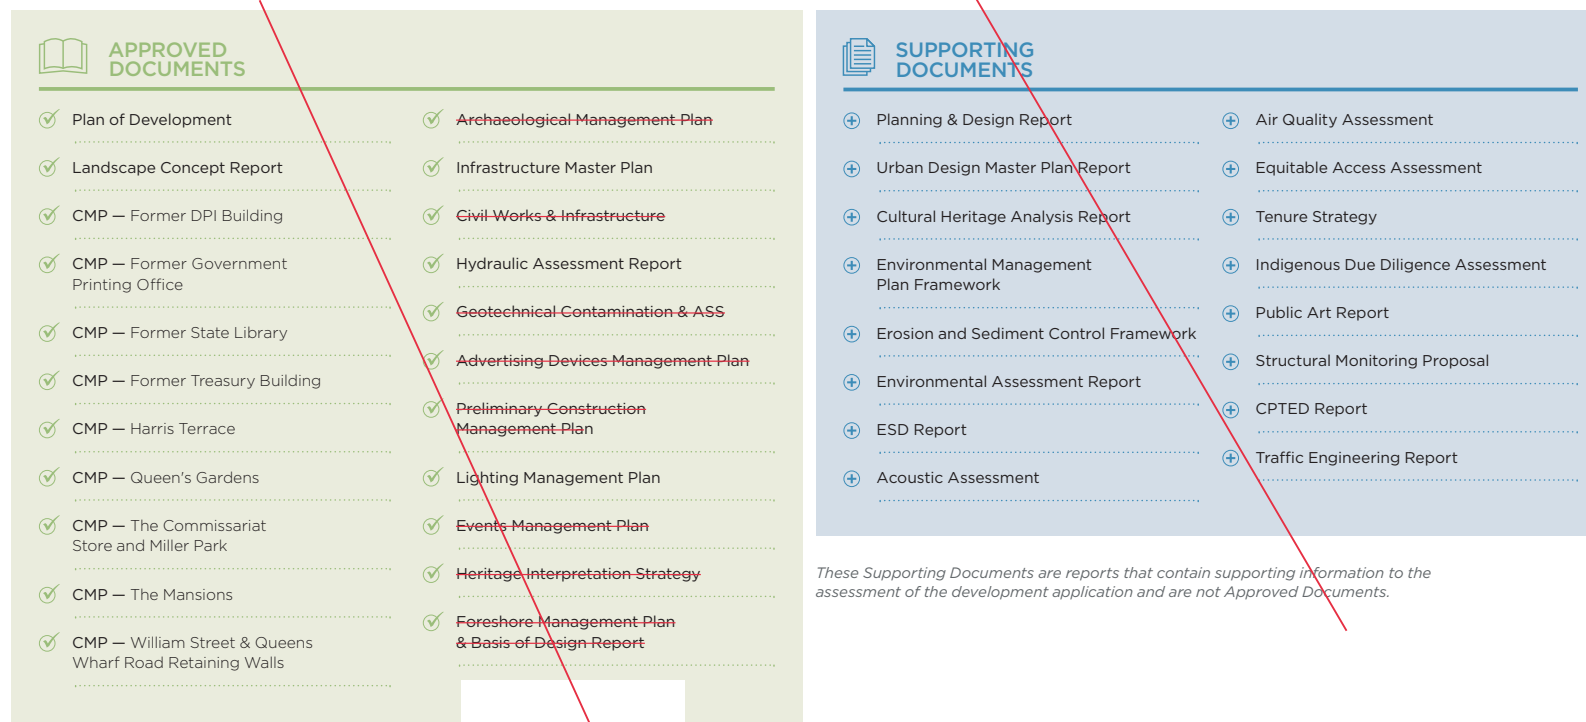 APPROVED
DOCUMENTS
Plan of Development
Landscape Concept Report
CMP — Former DPI Building
CMP — Former Government
Printing Office
CMP — Former State Library
CMP — Former Treasury Building
CMP — Harris Terrace
CMP — Queen's Gardens
CMP — The Commissariat
Store and Miller Park
CMP — The Mansions
CMP — William Street & Queens
Wharf Road Retaining Walls
Archaeological Management Plan
Infrastructure Master Plan
Civil Works & Infrastructure
Hydraulic Assessment Report
Geotechnical Contamination & ASS
Advertising Devices Management Plan
Preliminary Construction
Management Plan
Lighting Management Plan
Events Management Plan
Heritage Interpretation Strategy
Foreshore Management Plan
& Basis of Design Report
SUPPORTING
DOCUMENTS
Planning & Design Report
Urban Design Master Plan Report
Cultural Heritage Analysis Report
Environmental Management
Plan Framework
Erosion and Sediment Control Framework
Environmental Assessment Report
ESD Report
Acoustic Assessment
Air Quality Assessment
Equitable Access Assessment
Tenure Strategy
Indigenous Due Diligence Assessment
Public Art Report
Structural Monitoring Proposal
CPTED Report
Traffic Engineering Report
These Supporting Documents are reports that contain supporting information to the
assessment of the development application and are not Approved Documents.